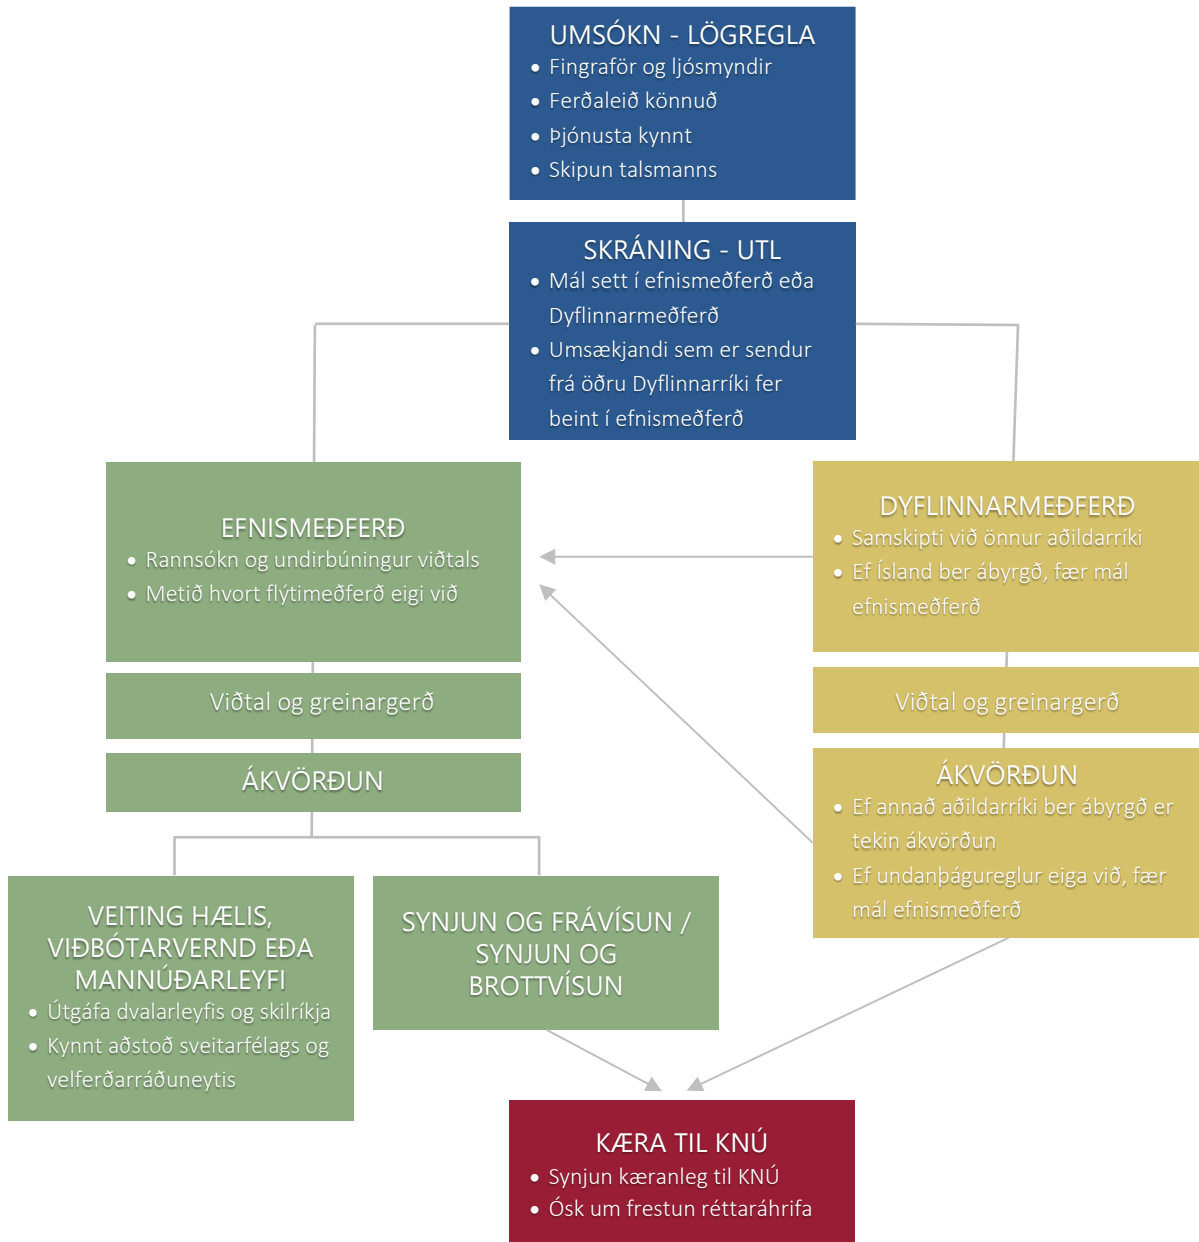 UMSÓKN - LÖGREGLA
• Fingraför og ljósmyndir
• Ferðaleið könnuð
• Þjónusta kynnt
• Skipun talsmanns
SKRÁNING - UTL
• Mál sett í efnismeðferð eða
Dyflinnarmeðferð
• Umsækjandi sem er sendur
frá öðru Dyflinnarríki fer
beint í efnismeðferð
EFNISMEÐFERÐ
• Rannsókn og undirbúningur viðtals
• Metið hvort flýtimeðferð eigi við
Viðtal og greinargerð
ÁKVÖRÐUN
DYFLINNARMEÐFERÐ
• Samskipti við önnur aðildarríki
• Ef Ísland ber ábyrgð, fær mál
efnismeðferð
Viðtal og greinargerð
ÁKVÖRÐUN
• Ef annað aðildarríki ber ábyrgð er
tekin ákvörðun
• Ef undanþágureglur eiga við, fær
mál efnismeðferð
VEITING HÆLIS,
VIÐBÓTARVERND EÐA
MANNÚÐARLEYFI
• Útgáfa dvalarleyfis og skilríkja
• Kynnt aðstoð sveitarfélags og
velferðarráðuneytis
SYNJUN OG FRÁVÍSUN /
SYNJUN OG
BROTTVÍSUN
KÆRA TIL KNÚ
• Synjun kæranleg til KNÚ
• Ósk um frestun réttaráhrifa